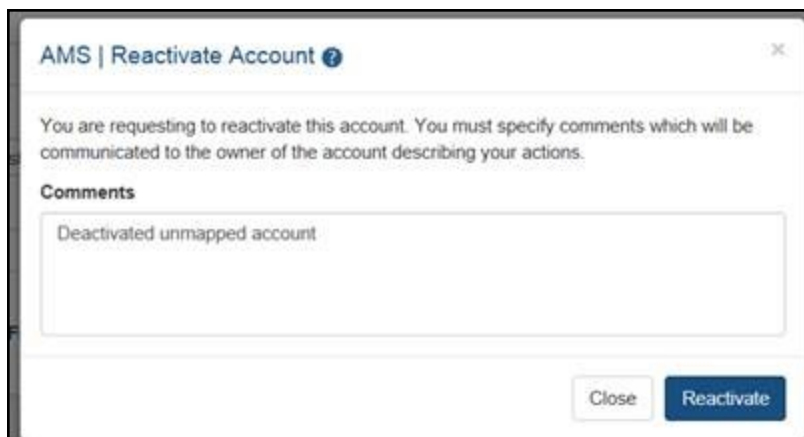 AMS | Reactivate Account ?
×
You are requesting to reactivate this account. You must specify comments which will be
communicated to the owner of the account describing your actions.
Comments
Deactivated unmapped account
Close Reactivate